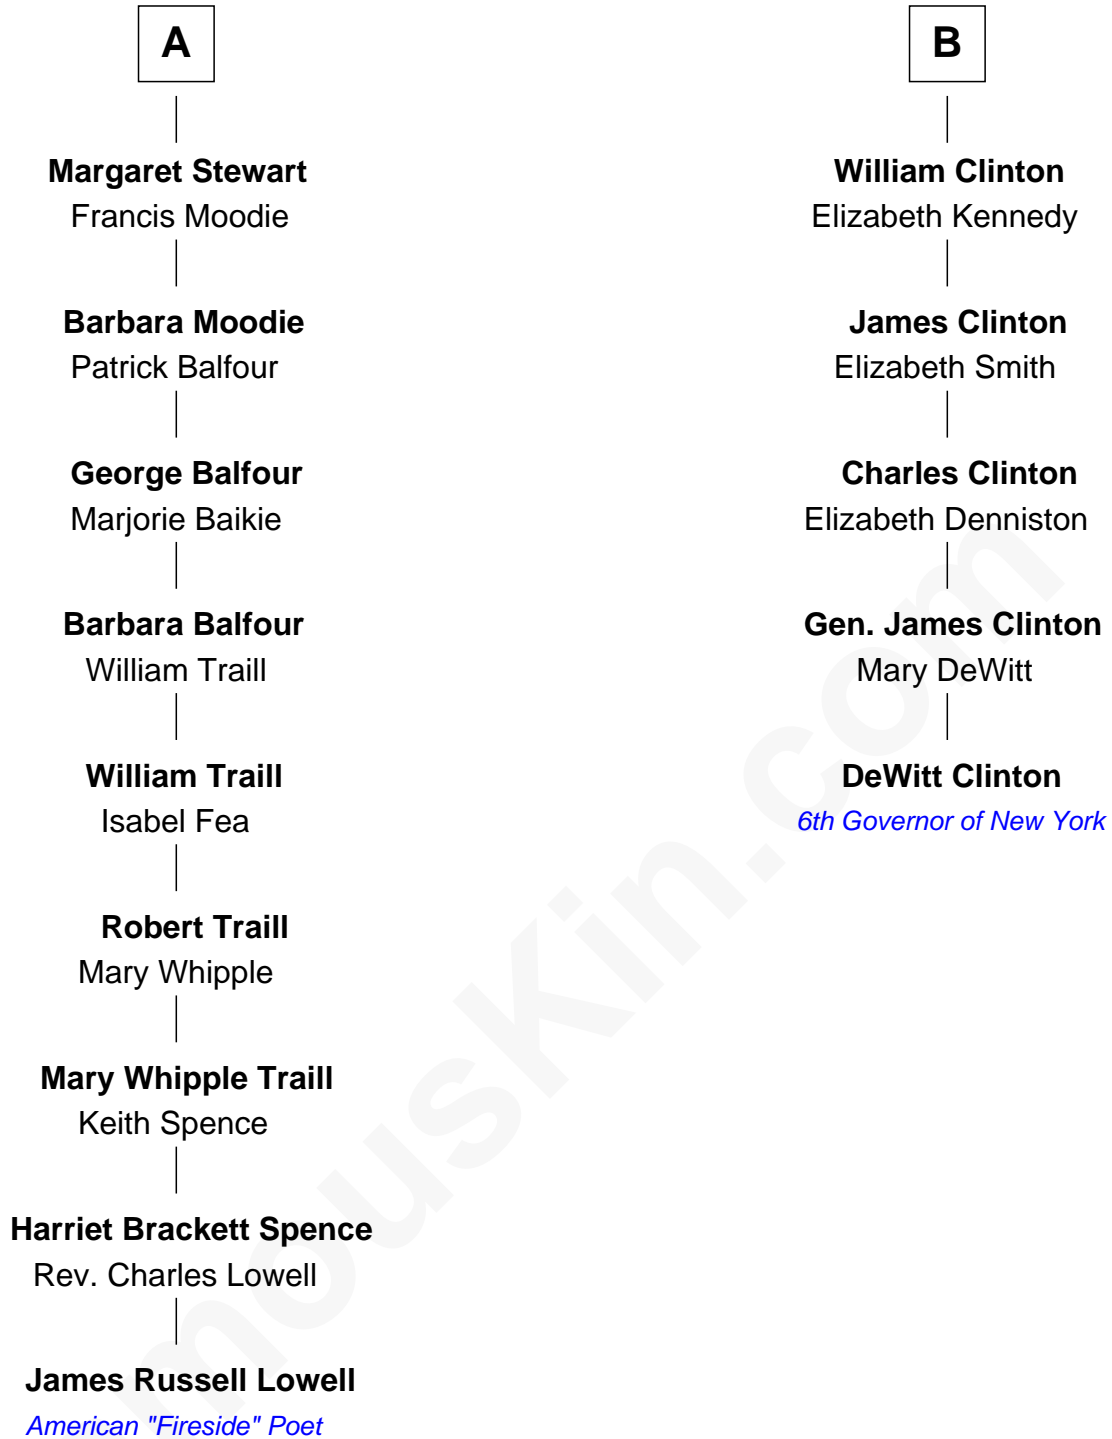 A
Margaret Stewart
Francis Moodie
Barbara Moodie
Patrick Balfour
George Balfour
Marjorie Baikie
Barbara Balfour
William Traill
William Traill
Isabel Fea
Robert Traill
Mary Whipple
Mary Whipple Traill
Keith Spence
Harriet Brackett Spence
Rev. Charles Lowell
James Russell Lowell
American "Fireside" Poet
B
William Clinton
Elizabeth Kennedy
James Clinton
Elizabeth Smith
Charles Clinton
Elizabeth Denniston
Gen. James Clinton
Mary DeWitt
DeWitt Clinton
6th Governor of New York
mousKin.com